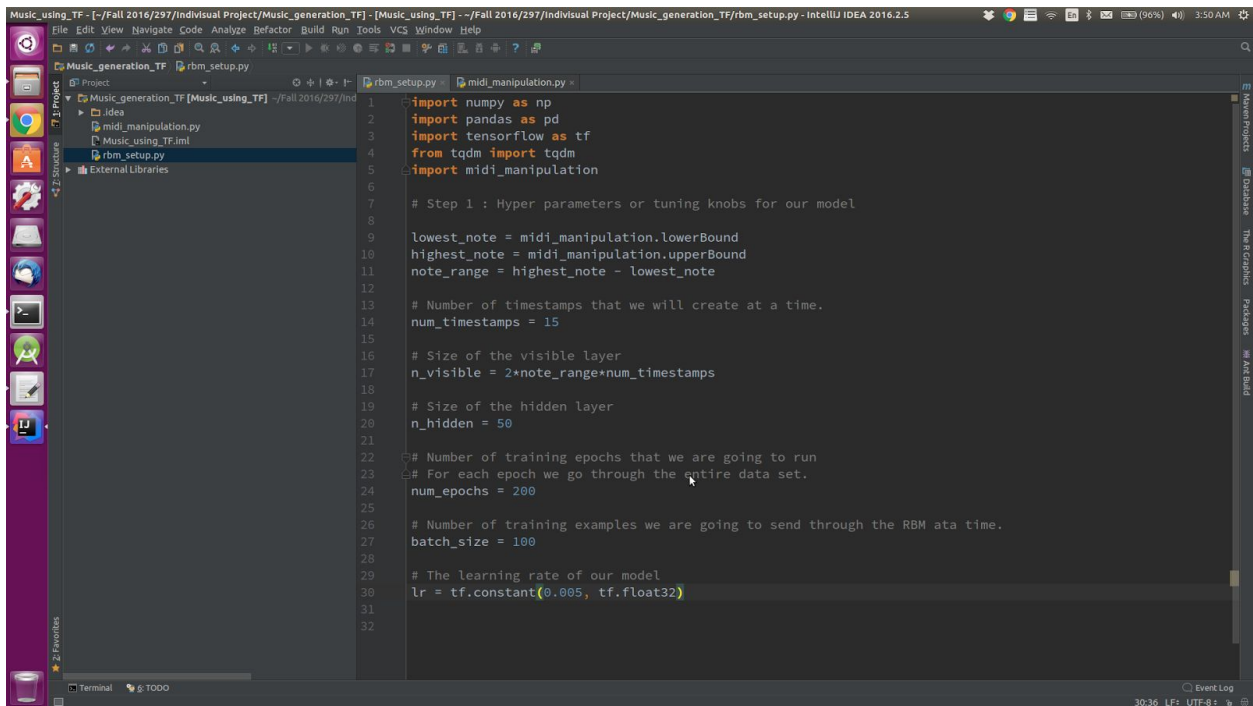 Music_using_TF - [~/Fall 2016/297/Indivisual Project/Music_generation_TF] - [Music_using_TF] - ~/Fall 2016/297/Indivisual Project/Music_generation_TF/rbm_setup.py - IntelliJ IDEA 2016.2.5
En (96%) 3:50 AM
File Edit View Navigate Code Analyze Refactor Build Run Tools VCS Window Help
Music_generation_TF rbm_setup.py
Project
rbm_setup.py midi_manipulation.py
Music_generation_TF [Music_using_TF] ~/Fall 2016/297/Ind
.idea
midi_manipulation.py
Music_using_TF.iml
rbm_setup.py
External Libraries
1: Project
7: Structure
2: Favorites
1 import numpy as np
2 import pandas as pd
3 import tensorflow as tf
4 from tqdm import tqdm
5 import midi_manipulation
6
7 # Step 1 : Hyper parameters or tuning knobs for our model
8
9 lowest_note = midi_manipulation.lowerBound
10 highest_note = midi_manipulation.upperBound
11 note_range = highest_note - lowest_note
12
13 # Number of timestamps that we will create at a time.
14 num_timestamps = 15
15
16 # Size of the visible layer
17 n_visible = 2*note_range*num_timestamps
18
19 # Size of the hidden layer
20 n_hidden = 50
21
22 # Number of training epochs that we are going to run
23 # For each epoch we go through the entire data set.
24 num_epochs = 200
25
26 # Number of training examples we are going to send through the RBM ata time.
27 batch_size = 100
28
29 # The learning rate of our model
30 lr = tf.constant(0.005, tf.float32)
31
32
Maven Projects
Database
The R Graphics
Packages
Ant Build
Terminal 6: TODO Event Log
30:36 LF÷ UTF-8÷